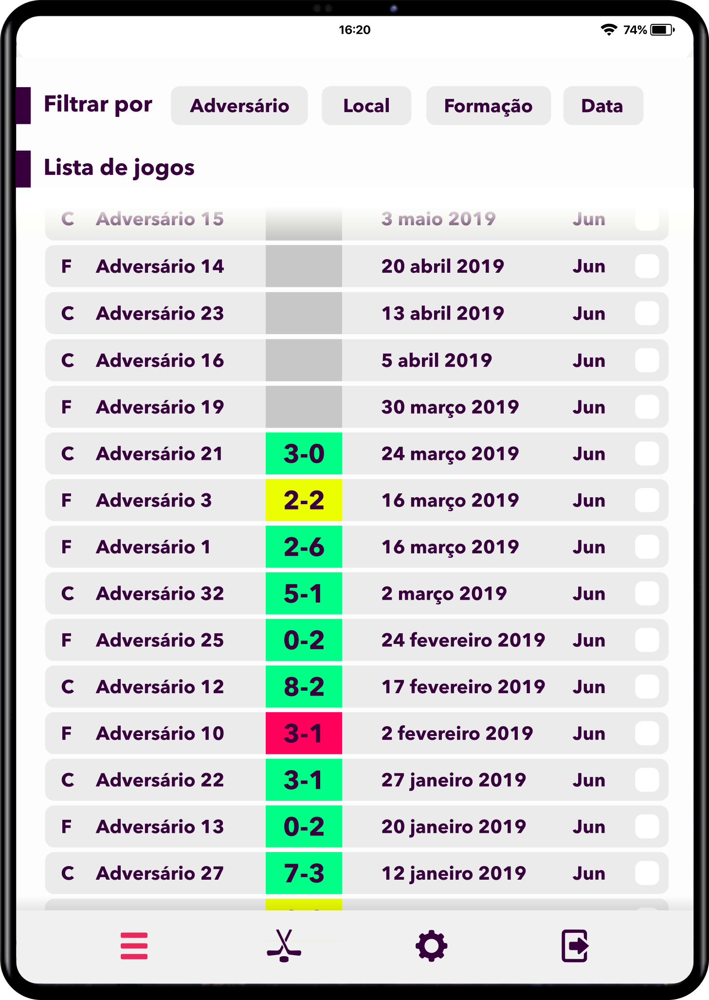 16:20 74%
Filtrar por Adversário Local Formação Data
Lista de jogos
C Adversário 15 3 maio 2019 Jun
F Adversário 14 20 abril 2019 Jun
C Adversário 23 13 abril 2019 Jun
C Adversário 16 5 abril 2019 Jun
F Adversário 19 30 março 2019 Jun
C Adversário 21 3-0 24 março 2019 Jun
F Adversário 3 2-2 16 março 2019 Jun
F Adversário 1 2-6 16 março 2019 Jun
C Adversário 32 5-1 2 março 2019 Jun
F Adversário 25 0-2 24 fevereiro 2019 Jun
C Adversário 12 8-2 17 fevereiro 2019 Jun
F Adversário 10 3-1 2 fevereiro 2019 Jun
C Adversário 22 3-1 27 janeiro 2019 Jun
F Adversário 13 0-2 20 janeiro 2019 Jun
C Adversário 27 7-3 12 janeiro 2019 Jun